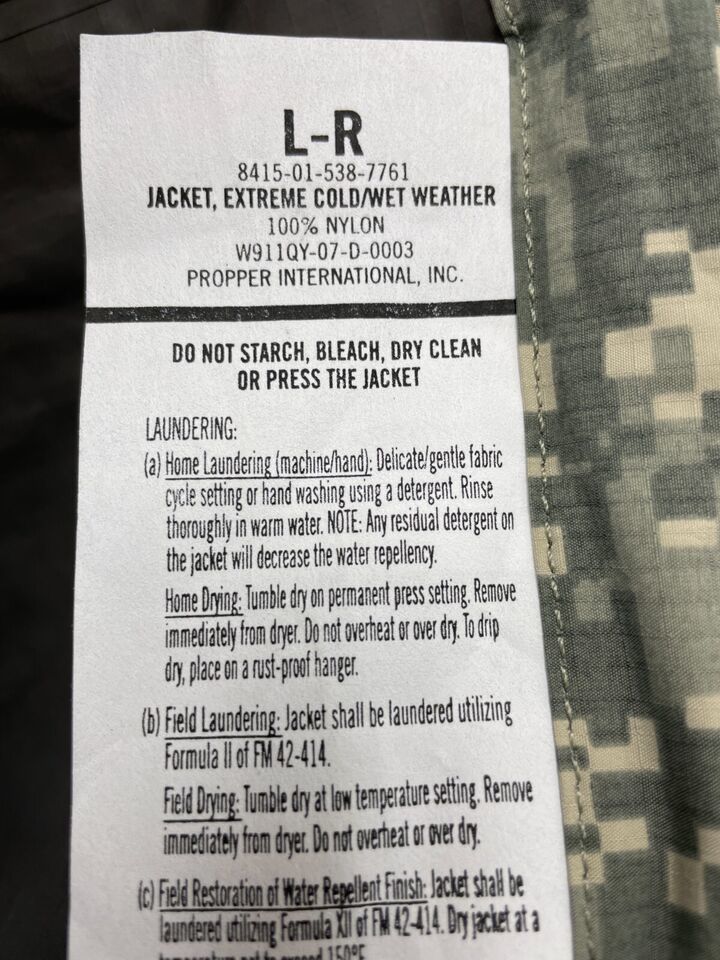 L-R
8415-01-538-7761
JACKET, EXTREME COLD/WET WEATHER
100% NYLON
W911QY-07-D-0003
PROPPER INTERNATIONAL, INC.
DO NOT STARCH, BLEACH, DRY CLEAN
OR PRESS THE JACKET
LAUNDERING:
(a) Home Laundering (machine/hand): Delicate/gentle fabric
cycle setting or hand washing using a detergent. Rinse
thoroughly in warm water. NOTE: Any residual detergent on
the jacket will decrease the water repellency.
Home Drying: Tumble dry on permanent press setting. Remove
immediately from dryer. Do not overheat or over dry. To drip
dry, place on a rust-proof hanger.
(b) Field Laundering: Jacket shall be laundered utilizing
Formula II of FM 42-414.
Field Drying: Tumble dry at low temperature setting. Remove
immediately from dryer. Do not overheat or over dry.
(c) Field Restoration of Water Repellent Finish: Jacket shall be
laundered utilizing Formula XII of FM 42-414. Dry jacket at a
temperature not to exceed 150°F